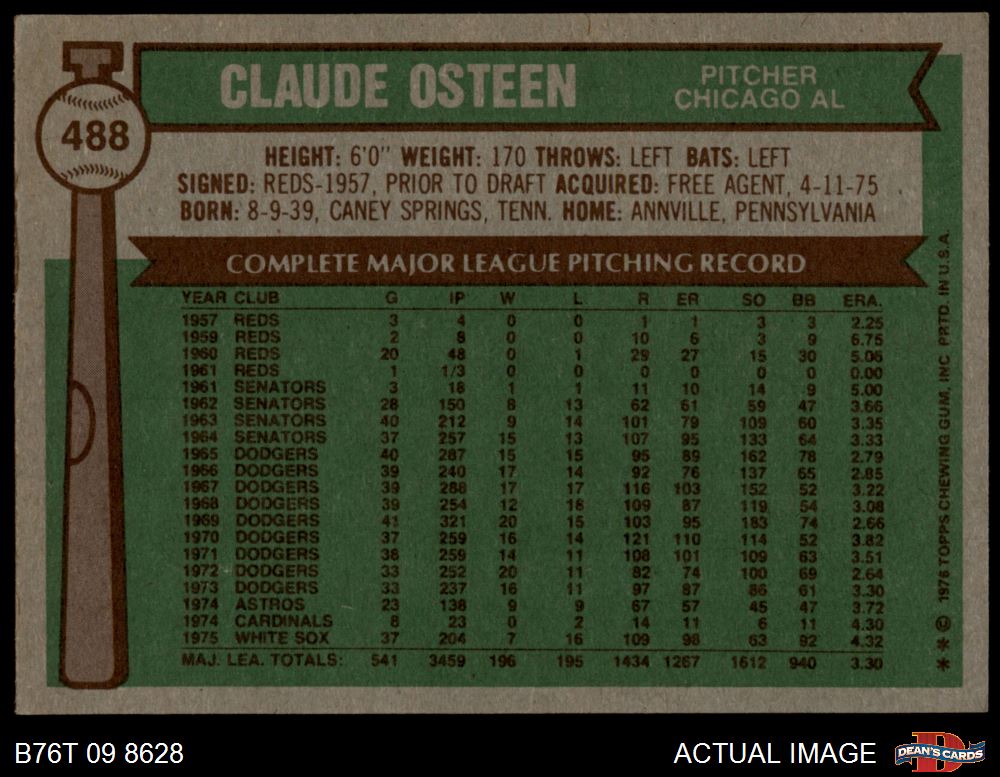 488
CLAUDE OSTEEN
PITCHER
CHICAGO AL
HEIGHT: 6'0" WEIGHT: 170 THROWS: LEFT BATS: LEFT
SIGNED: REDS-1957, PRIOR TO DRAFT ACQUIRED: FREE AGENT, 4-11-75
BORN: 8-9-39, CANEY SPRINGS, TENN. HOME: ANNVILLE, PENNSYLVANIA
COMPLETE MAJOR LEAGUE PITCHING RECORD
YEAR CLUB G IP W L R ER SO BB ERA.
1957 REDS 3 4 0 0 1 1 3 3 2.25
1959 REDS 2 8 0 0 10 6 3 9 6.75
1960 REDS 20 48 0 1 29 27 15 30 5.06
1961 REDS 1 1/3 0 0 0 0 0 0 0.00
1961 SENATORS 3 18 1 1 11 10 14 9 5.00
1962 SENATORS 28 150 8 13 62 61 59 47 3.66
1963 SENATORS 40 212 9 14 101 79 109 60 3.35
1964 SENATORS 37 257 15 13 107 95 133 64 3.33
1965 DODGERS 40 287 15 15 95 89 162 78 2.79
1966 DODGERS 39 240 17 14 92 76 137 65 2.85
1967 DODGERS 39 288 17 17 116 103 152 52 3.22
1968 DODGERS 39 254 12 18 109 87 119 54 3.08
1969 DODGERS 41 321 20 15 103 95 183 74 2.66
1970 DODGERS 37 259 16 14 121 110 114 52 3.82
1971 DODGERS 38 259 14 11 108 101 109 63 3.51
1972 DODGERS 33 252 20 11 82 74 100 69 2.64
1973 DODGERS 33 237 16 11 97 87 86 61 3.30
1974 ASTROS 23 138 9 9 67 57 45 47 3.72
1974 CARDINALS 8 23 0 2 14 11 6 11 4.30
1975 WHITE SOX 37 204 7 16 109 98 63 92 4.32
MAJ. LEA. TOTALS: 541 3459 196 195 1434 1267 1612 940 3.30
* * © 1976 TOPPS CHEWING GUM, INC. PRTD. IN U.S.A.
B76T 09 8628
ACTUAL IMAGE
D
DEAN'S CARDS